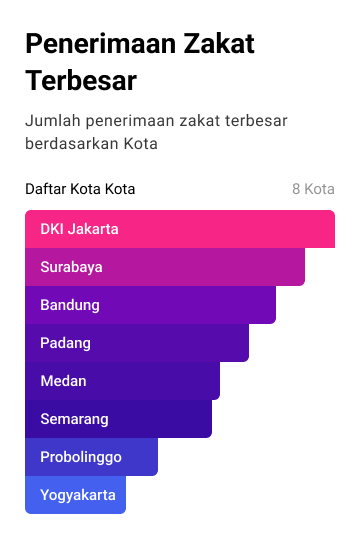 Penerimaan Zakat
Terbesar
Jumlah penerimaan zakat terbesar
berdasarkan Kota
Daftar Kota Kota 8 Kota
DKI Jakarta
Surabaya
Bandung
Padang
Medan
Semarang
Probolinggo
Yogyakarta